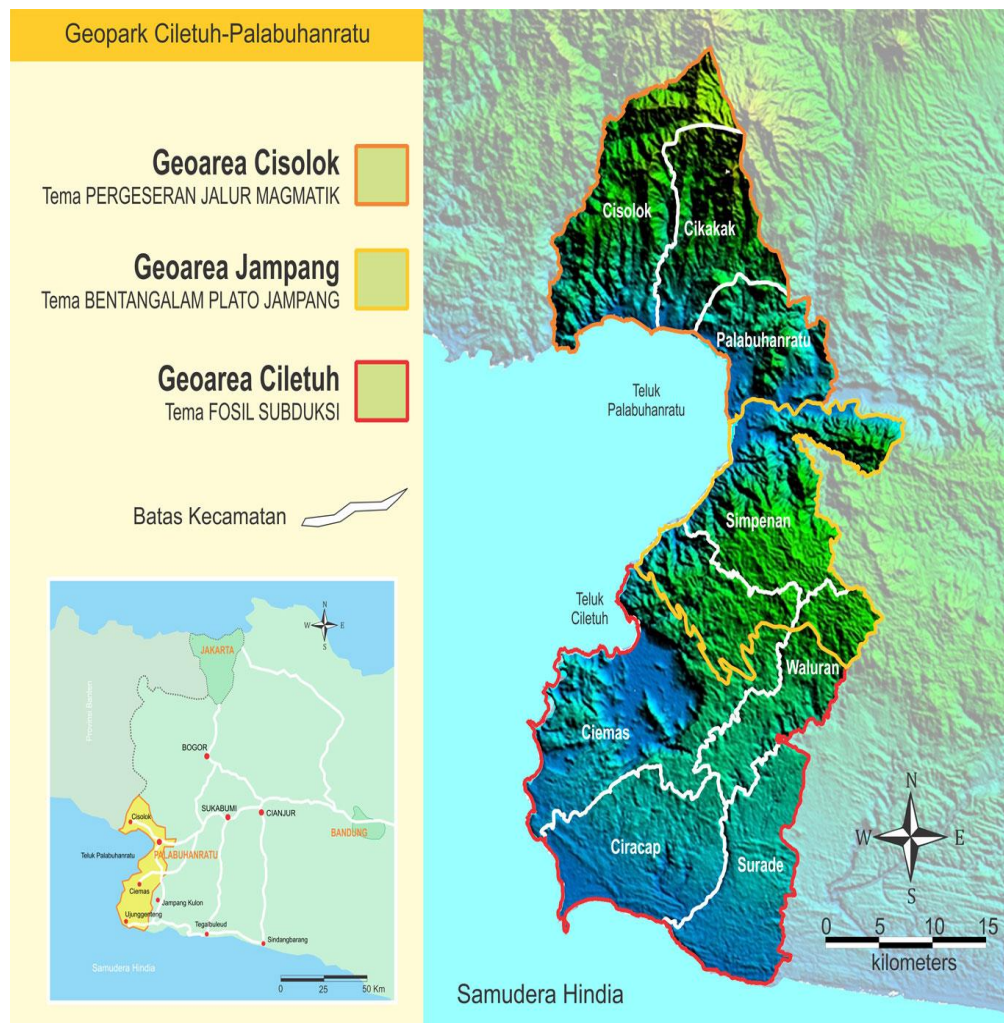 Geopark Ciletuh-Palabuhanratu
Geoarea Cisolok
Tema PERGESERAN JALUR MAGMATIK
Geoarea Jampang
Tema BENTANGALAM PLATO JAMPANG
Geoarea Ciletuh
Tema FOSIL SUBDUKSI
Batas Kecamatan
N
W E
S
JAKARTA
Provinsi Banten
BOGOR
SUKABUMI
CIANJUR
BANDUNG
Cisolok
Teluk Palabuhanratu
PALABUHANRATU
Ciemas
Jampang Kulon
Ujunggenteng
Tegalbuleud
Sindangbarang
Samudera Hindia
0 25 50 Km
Cisolok
Cikakak
Palabuhanratu
Teluk
Palabuhanratu
Simpenan
Teluk
Ciletuh
Waluran
Ciemas
Ciracap
Surade
N
W E
S
0 5 10 15
kilometers
Samudera Hindia